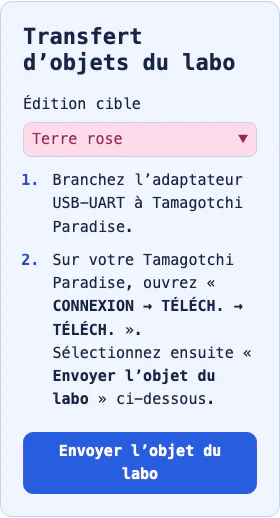 Transfert
d’objets du labo
Édition cible
Terre rose ▼
1. Branchez l’adaptateur
USB-UART à Tamagotchi
Paradise.
2. Sur votre Tamagotchi
Paradise, ouvrez «
CONNEXION → TÉLÉCH. →
TÉLÉCH. ».
Sélectionnez ensuite «
Envoyer l’objet du
labo » ci-dessous.
Envoyer l’objet du
labo